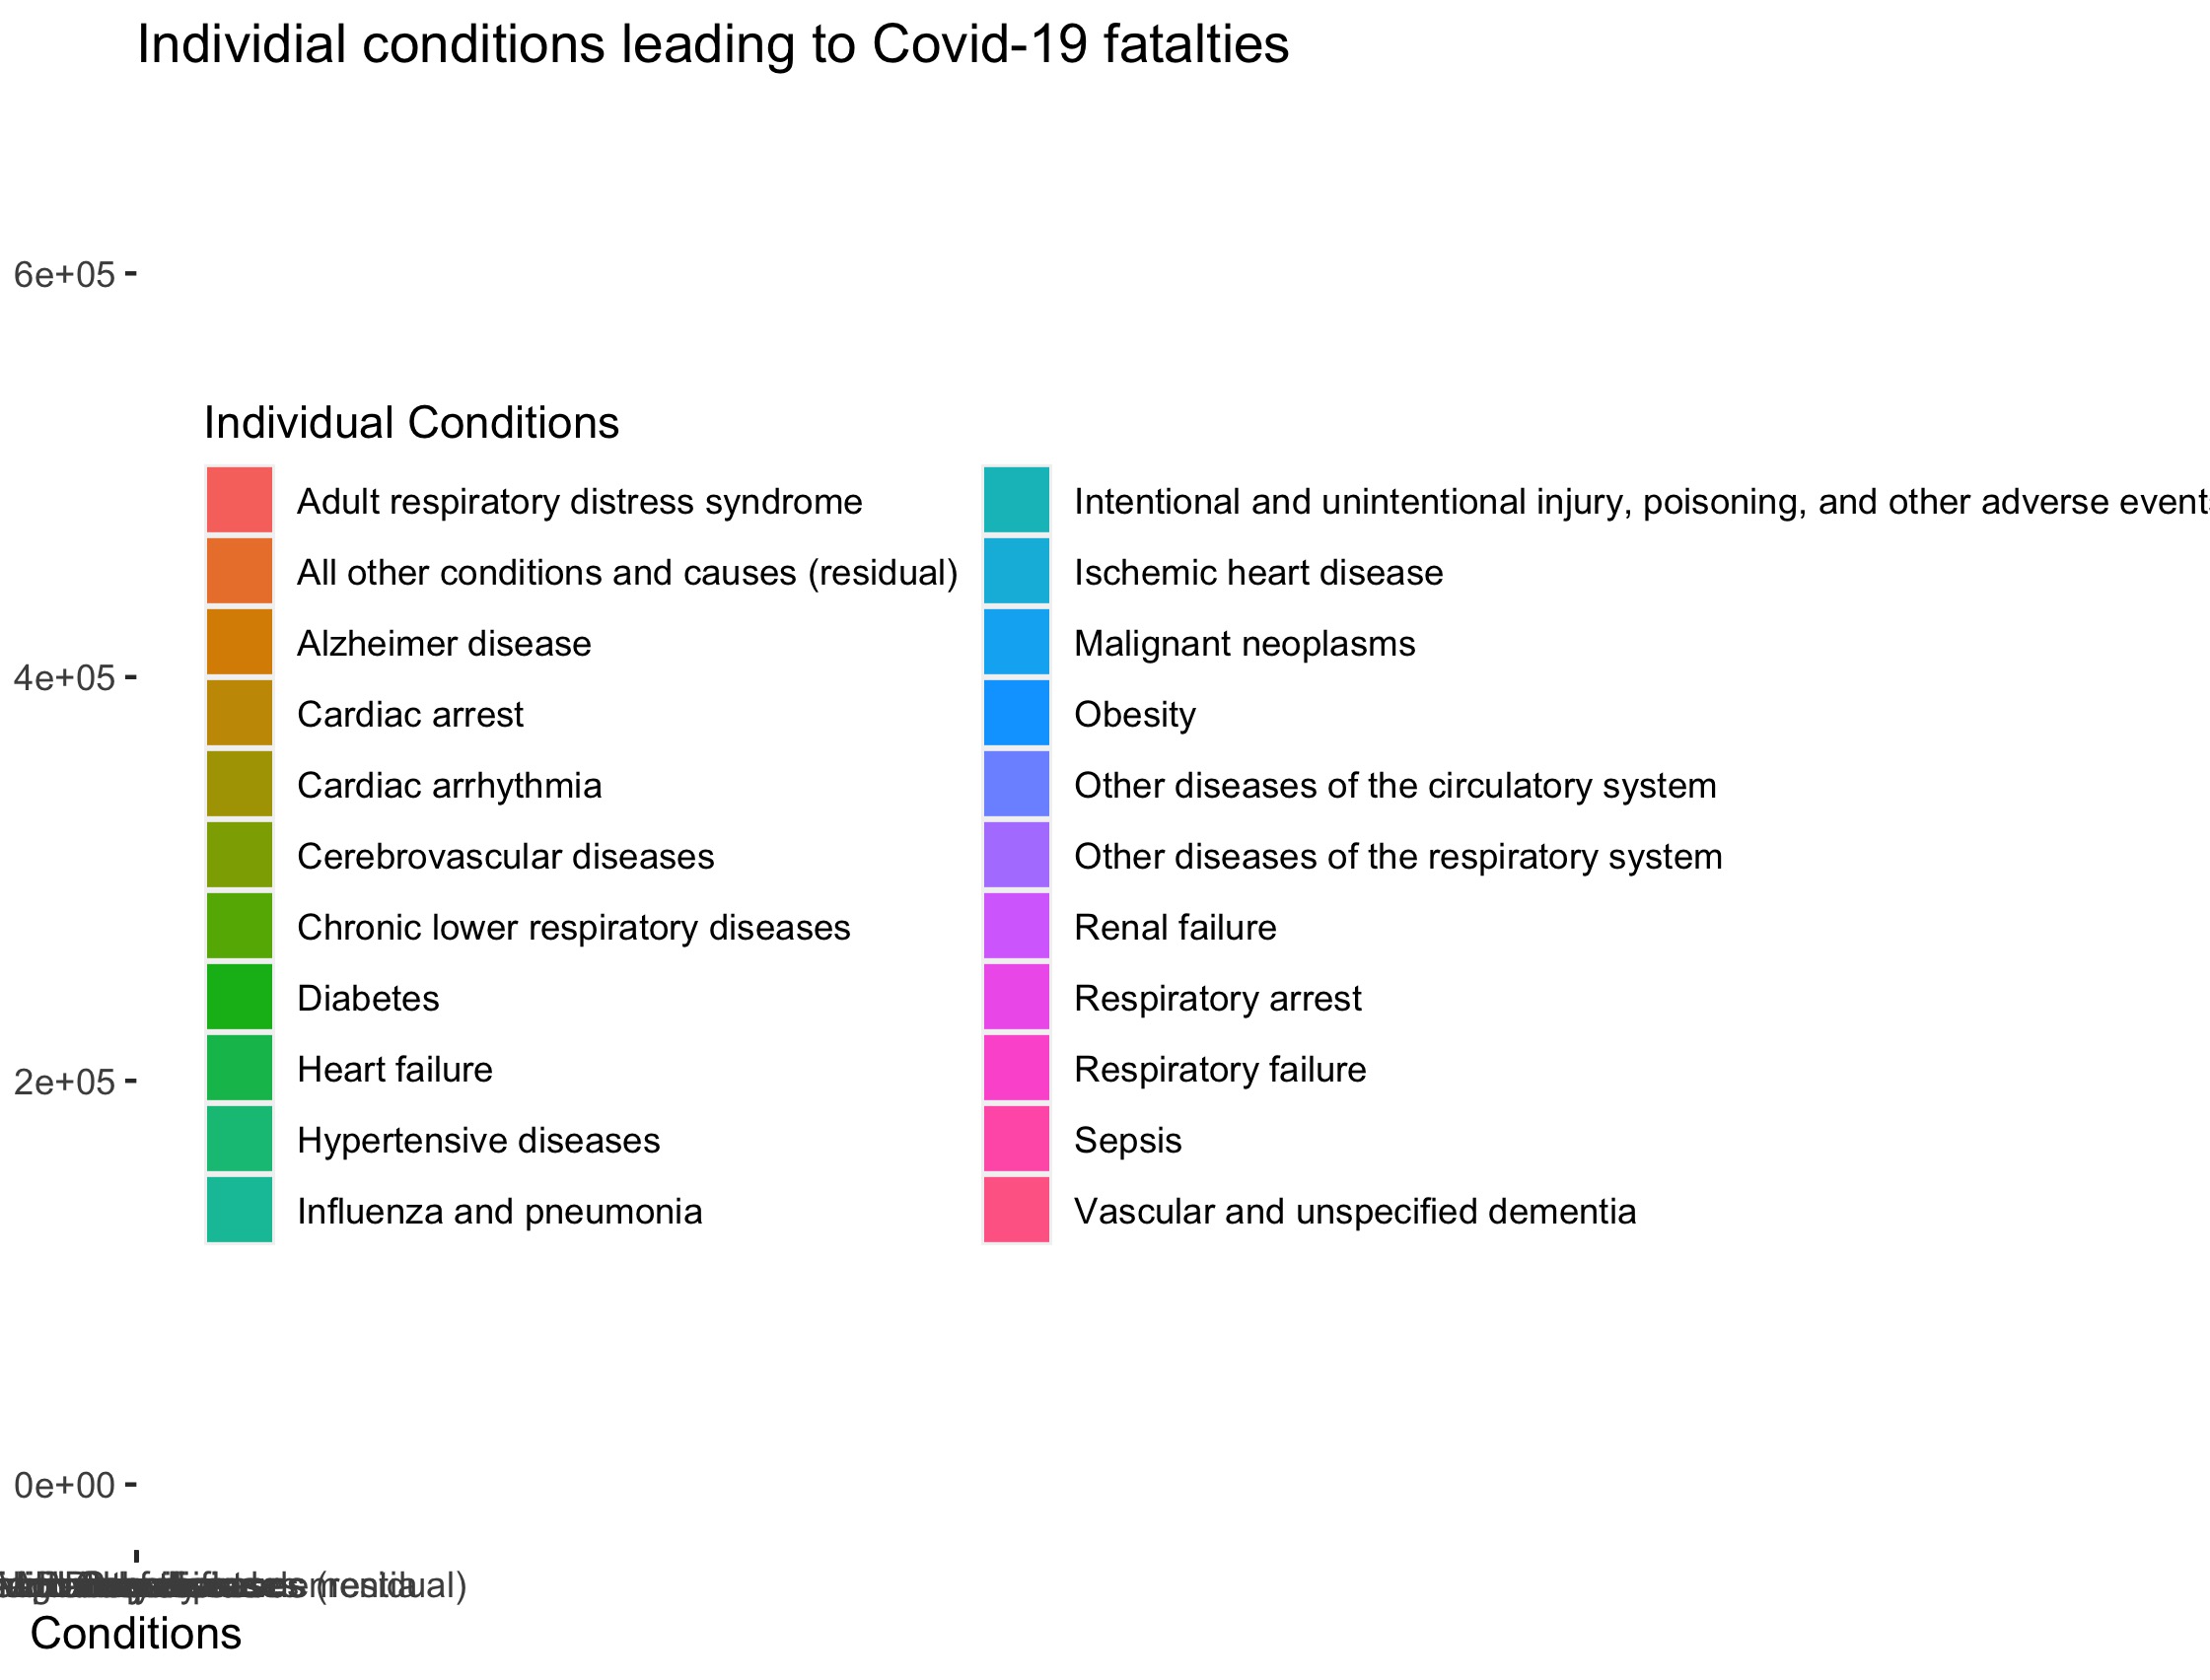 Individial conditions leading to Covid-19 fatalties
6e+05
4e+05
2e+05
0e+00
Individual Conditions
Adult respiratory distress syndrome
All other conditions and causes (residual)
Alzheimer disease
Cardiac arrest
Cardiac arrhythmia
Cerebrovascular diseases
Chronic lower respiratory diseases
Diabetes
Heart failure
Hypertensive diseases
Influenza and pneumonia
Intentional and unintentional injury, poisoning, and other adverse event
Ischemic heart disease
Malignant neoplasms
Obesity
Other diseases of the circulatory system
Other diseases of the respiratory system
Renal failure
Respiratory arrest
Respiratory failure
Sepsis
Vascular and unspecified dementia
(residual)
Conditions